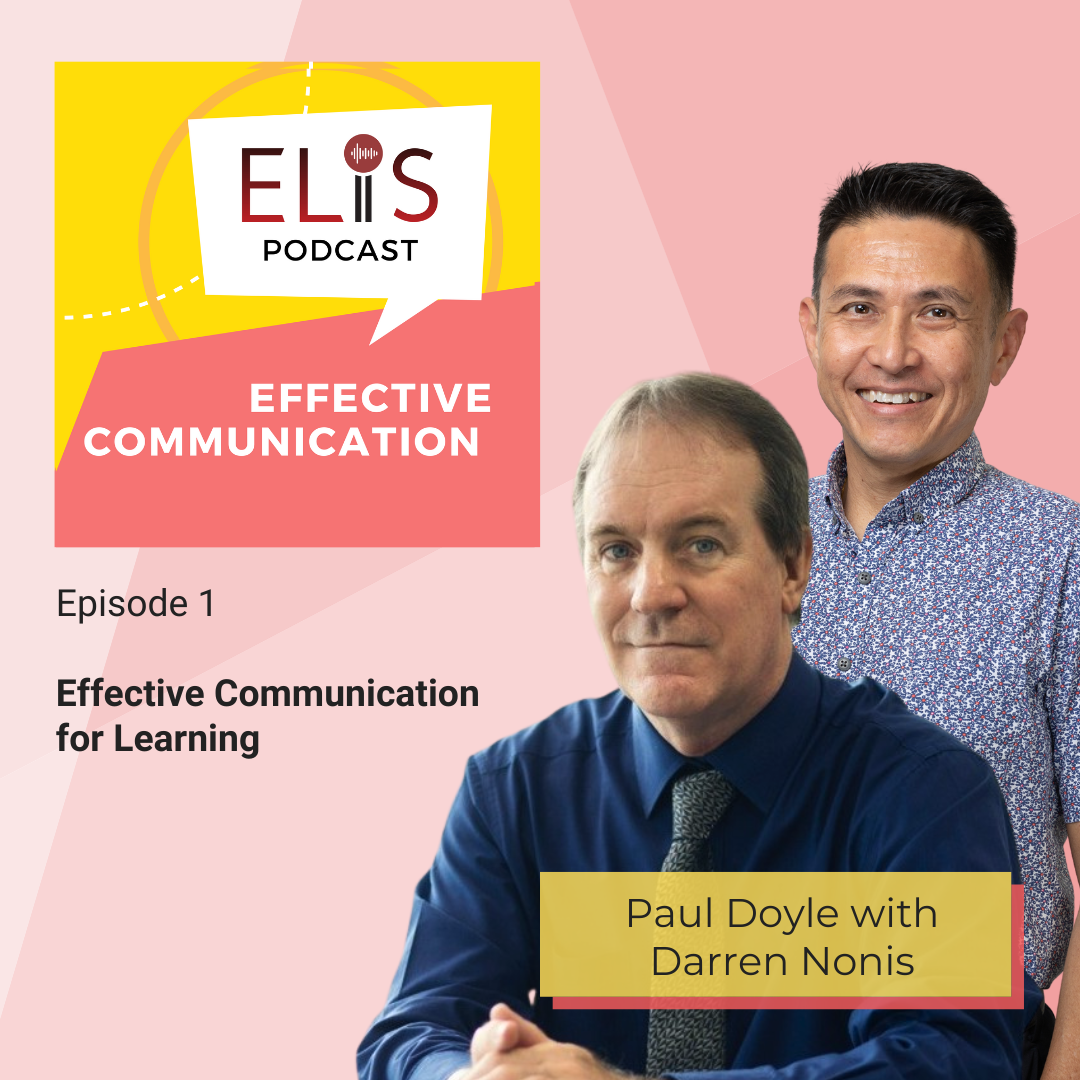 ELiS
PODCAST
EFFECTIVE
COMMUNICATION
Episode 1
Effective Communication
for Learning
Paul Doyle with
Darren Nonis